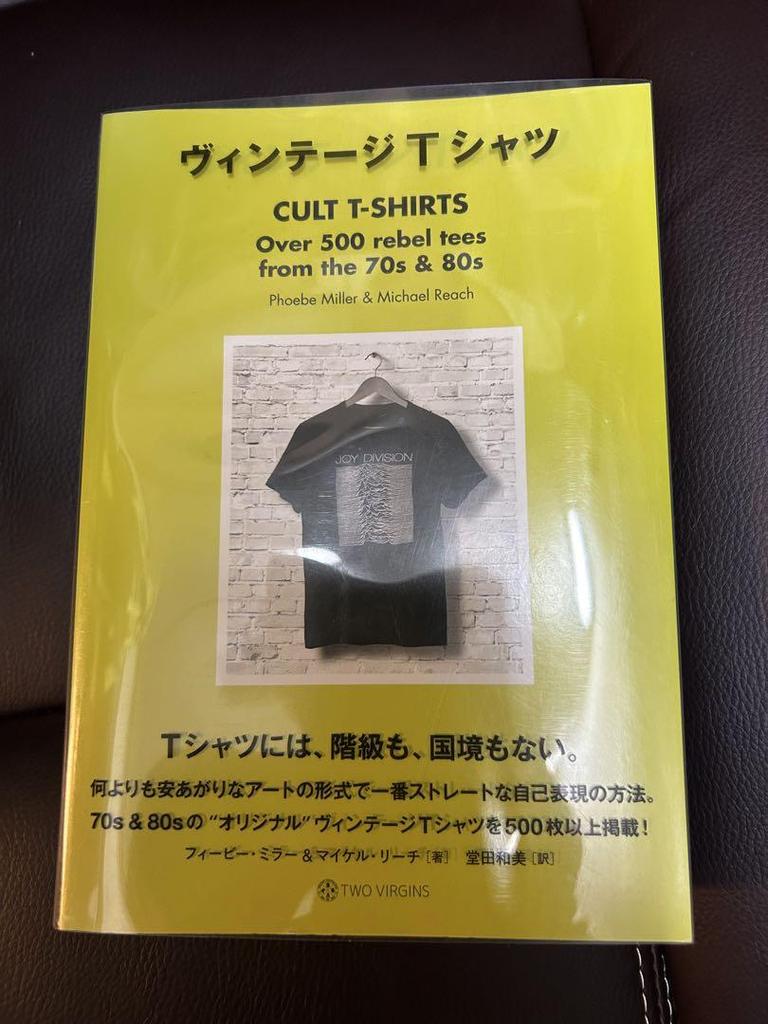 ヴィンテージTシャツ
CULT T-SHIRTS
Over 500 rebel tees
from the 70s & 80s
Phoebe Miller & Michael Reach
JOY DIVISION
Tシャツには、階級も、国境もない。
何よりも安あがりなアートの形式で一番ストレートな自己表現の方法。
70s & 80sの“オリジナル”ヴィンテージTシャツを500枚以上掲載！
フィービー・ミラー & マイケル・リーチ [著] 堂田和美 [訳]
TWO VIRGINS